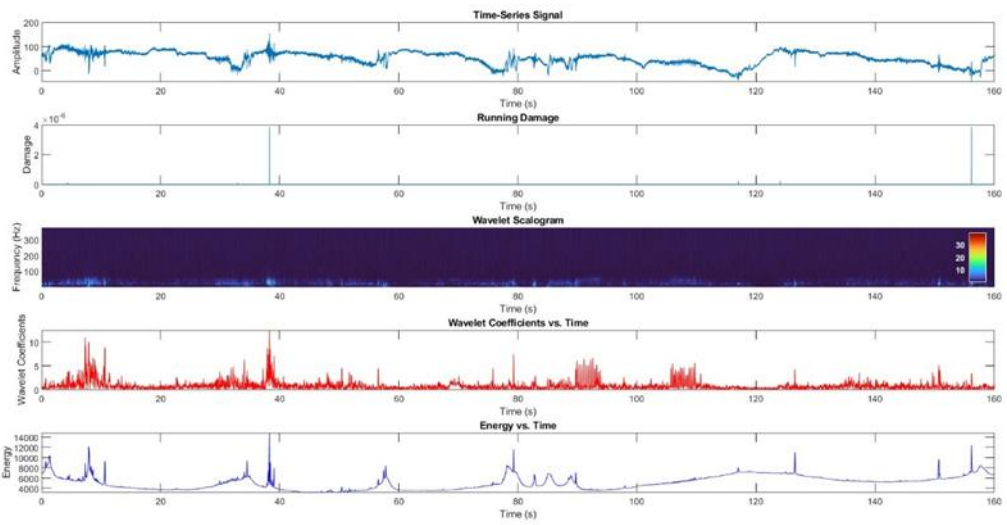 Time-Series Signal
200
100
0
Amplitude
0 20 40 60 80 100 120 140 160
Time (s)
Running Damage
×10⁻⁶
4
2
0
Damage
0 20 40 60 80 100 120 140 160
Time (s)
Wavelet Scalogram
300
200
100
Frequency (Hz)
30
20
10
0 20 40 60 80 100 120 140 160
Time (s)
Wavelet Coefficients vs. Time
10
5
0
Wavelet Coefficients
0 20 40 60 80 100 120 140 160
Time (s)
Energy vs. Time
14000
12000
10000
8000
6000
4000
Energy
0 20 40 60 80 100 120 140 160
Time (s)